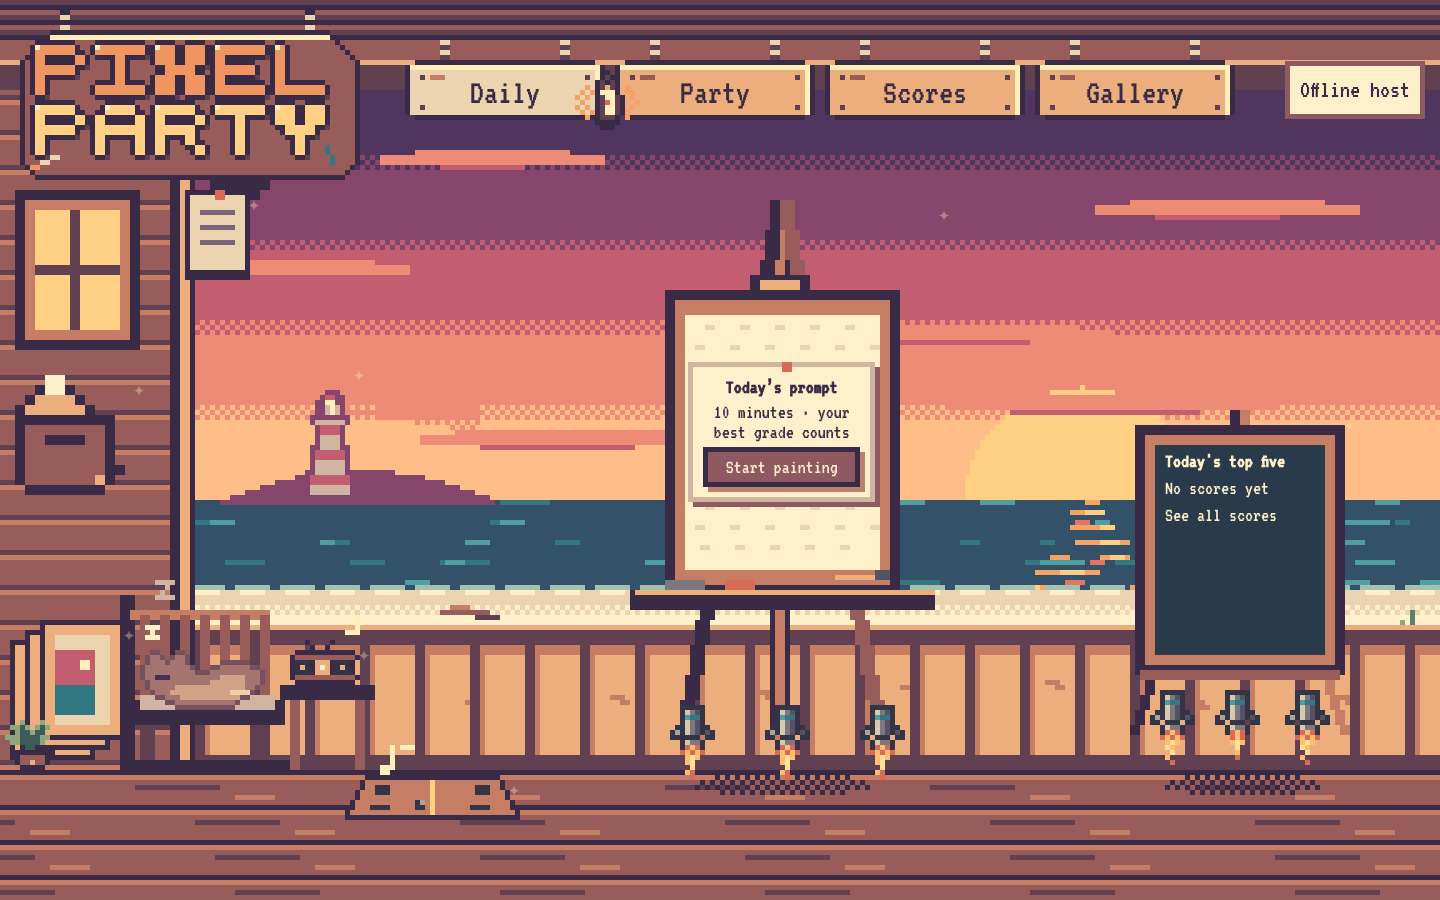 PIXEL
PARTY
Daily
Party
Scores
Gallery
Offline host
Today's prompt
10 minutes · your
best grade counts
Start painting
Today's top five
No scores yet
See all scores